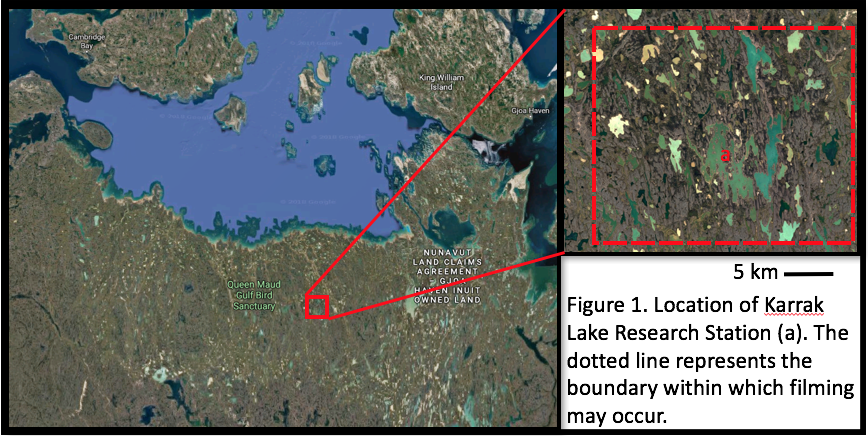 Cambridge
Bay
King William
Island
Gjoa Haven
NUNAVUT
LAND CLAIMS
AGREEMENT
- GJOA
HAVEN INUIT
OWNED LAND
Queen Maud
Gulf Bird
Sanctuary
a
5 km
Figure 1. Location of Karrak
Lake Research Station (a). The
dotted line represents the
boundary within which filming
may occur.